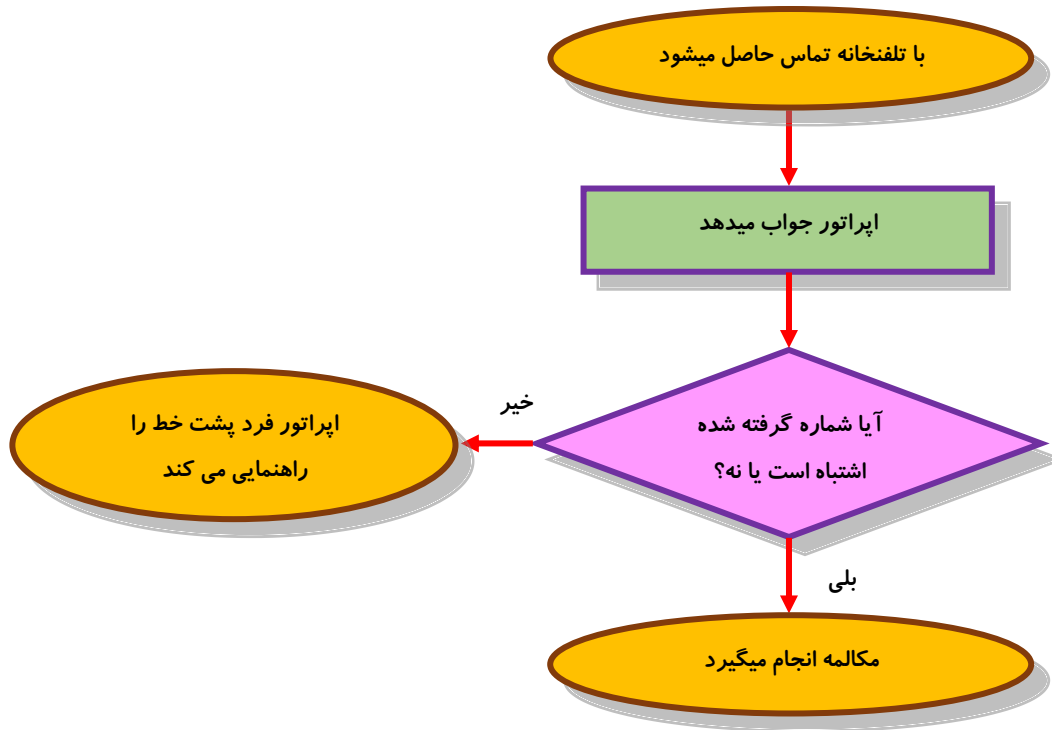 با تلفنخانه تماس حاصل میشود
اپراتور جواب میدهد
آیا شماره گرفته شده
اشتباه است یا نه؟
خیر
اپراتور فرد پشت خط را
راهنمایی می کند
بلی
مکالمه انجام میگیرد